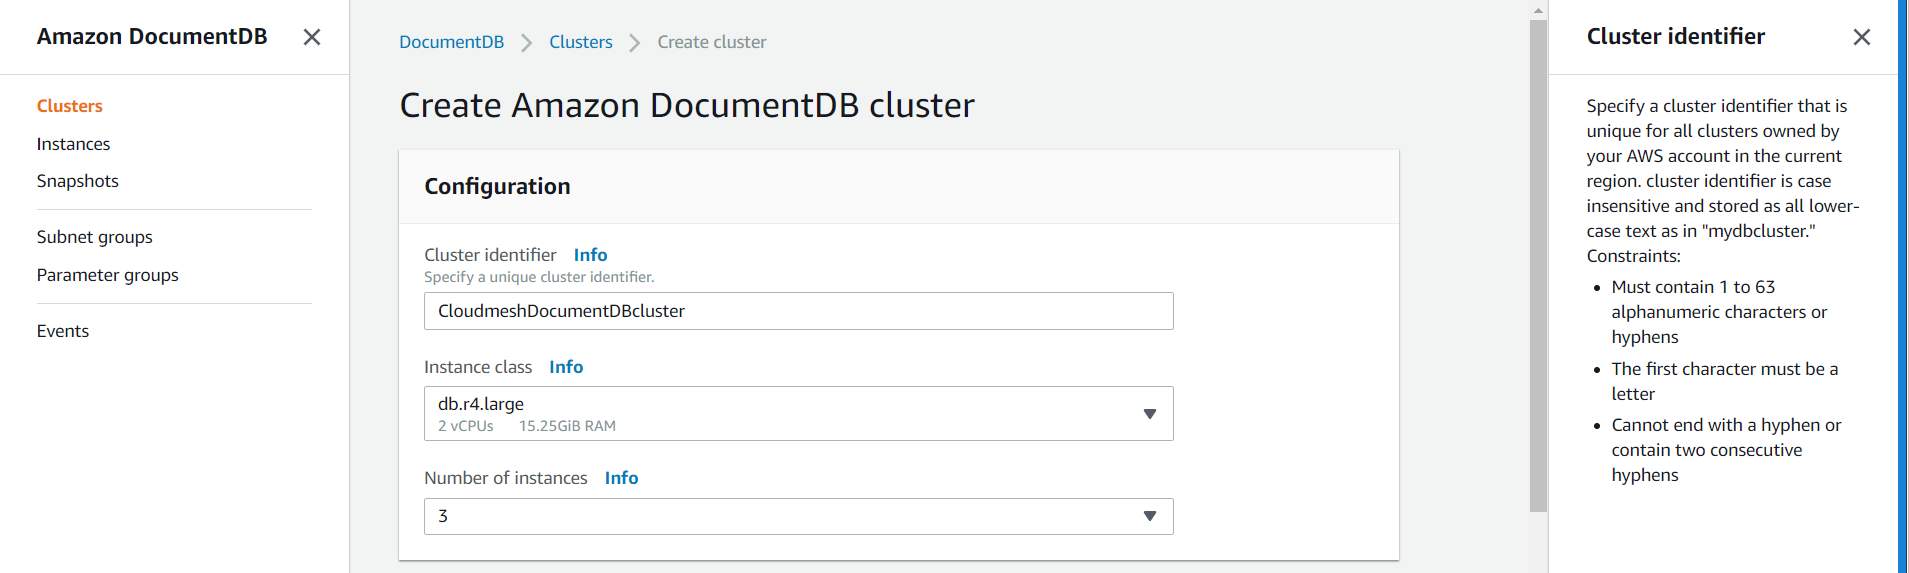 Amazon DocumentDB
Clusters
Instances
Snapshots
Subnet groups
Parameter groups
Events
DocumentDB
Clusters
Create cluster
Create Amazon DocumentDB cluster
Configuration
Cluster identifier Info
Specify a unique cluster identifier.
CloudmeshDocumentDBcluster
Instance class Info
db.r4.large
2 vCPUs 15.25GiB RAM
Number of instances Info
3
Cluster identifier
Specify a cluster identifier that is
unique for all clusters owned by
your AWS account in the current
region. cluster identifier is case
insensitive and stored as all lower-
case text as in "mydbcluster."
Constraints:
Must contain 1 to 63
alphanumeric characters or
hyphens
The first character must be a
letter
Cannot end with a hyphen or
contain two consecutive
hyphens